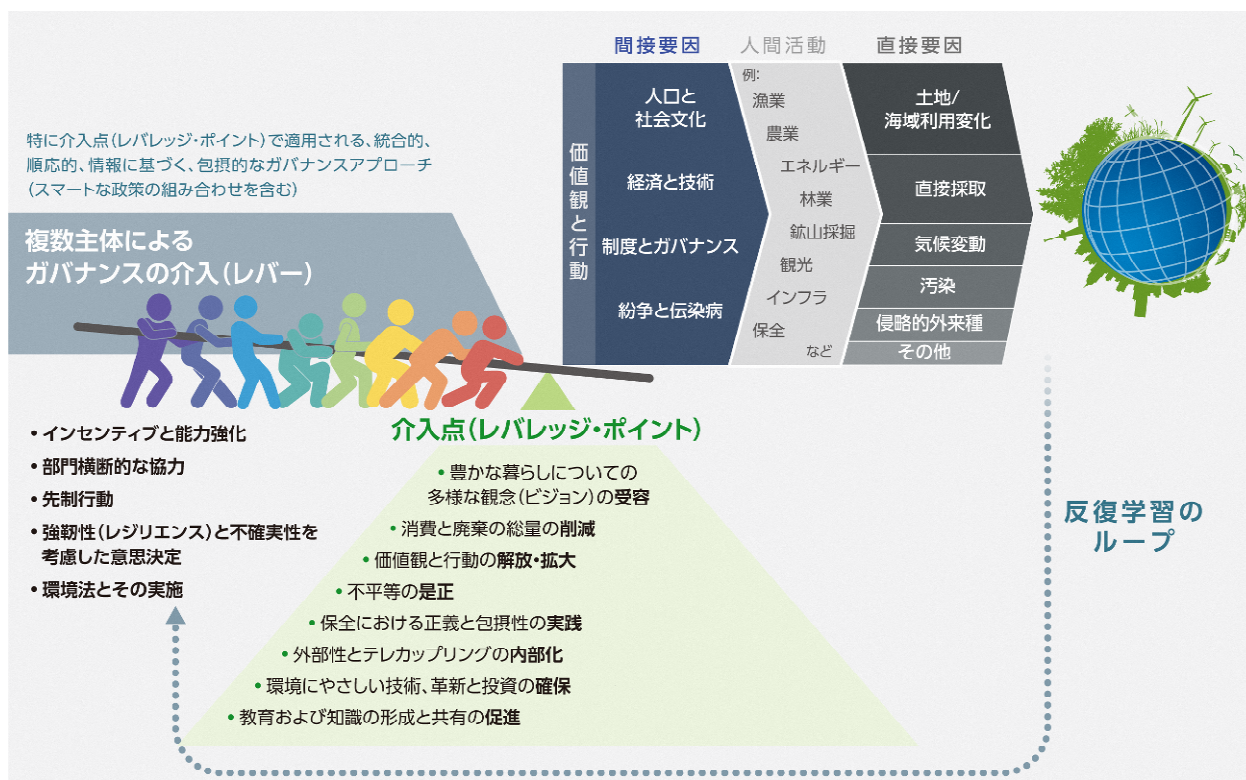 特に介入点（レバレッジ・ポイント）で適用される、統合的、
順応的、情報に基づく、包摂的なガバナンスアプローチ
（スマートな政策の組み合わせを含む）
複数主体による
ガバナンスの介入（レバー）
・インセンティブと能力強化
・部門横断的な協力
・先制行動
・強靭性（レジリエンス）と不確実性を
考慮した意思決定
・環境法とその実施
間接要因
人間活動
直接要因
価値観と行動
人口と
社会文化
経済と技術
制度とガバナンス
紛争と伝染病
例：
漁業
農業
エネルギー
林業
鉱山採掘
観光
インフラ
保全
など
土地/
海域利用変化
直接採取
気候変動
汚染
侵略的外来種
その他
介入点（レバレッジ・ポイント）
・豊かな暮らしについての
多様な観念（ビジョン）の受容
・消費と廃棄の総量の削減
・価値観と行動の解放・拡大
・不平等の是正
・保全における正義と包摂性の実践
・外部性とテレカップリングの内部化
・環境にやさしい技術、革新と投資の確保
・教育および知識の形成と共有の促進
反復学習の
ループ